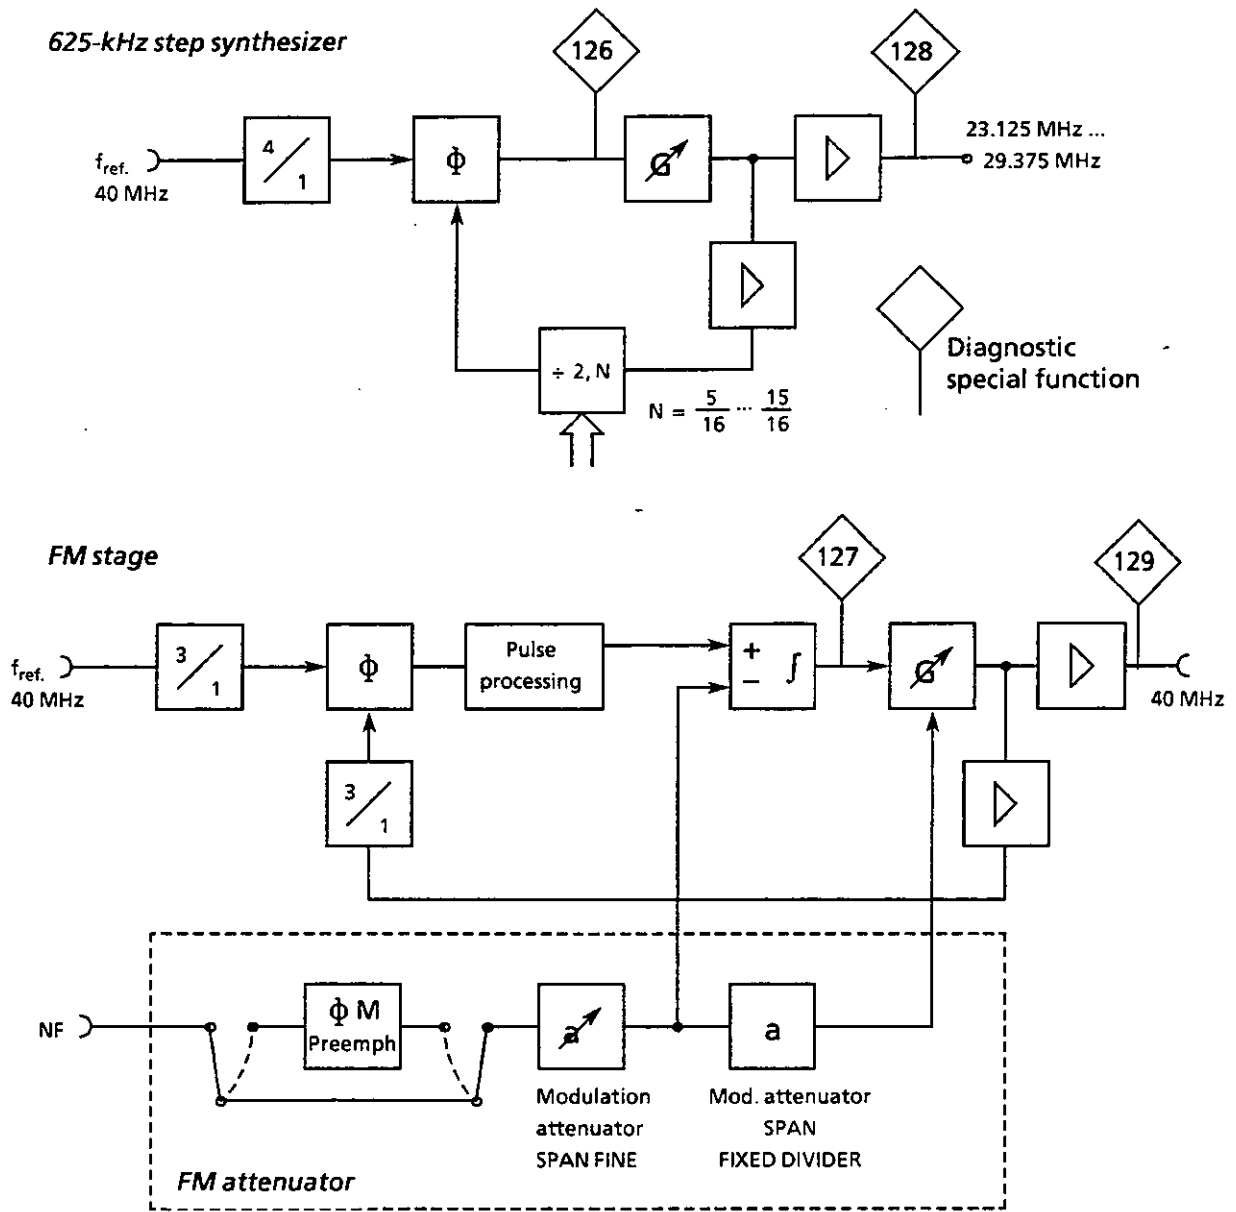 625-kHz step synthesizer
126
128
f ref.
40 MHz
4/1
Φ
G
23.125 MHz ...
29.375 MHz
÷ 2, N
N = 5/16 ... 15/16
Diagnostic
special function
FM stage
127
129
f ref.
40 MHz
3/1
Φ
Pulse
processing
+
−
∫
G
40 MHz
3/1
NF
Φ M
Preemph
a
a
Modulation
attenuator
SPAN FINE
Mod. attenuator
SPAN
FIXED DIVIDER
FM attenuator